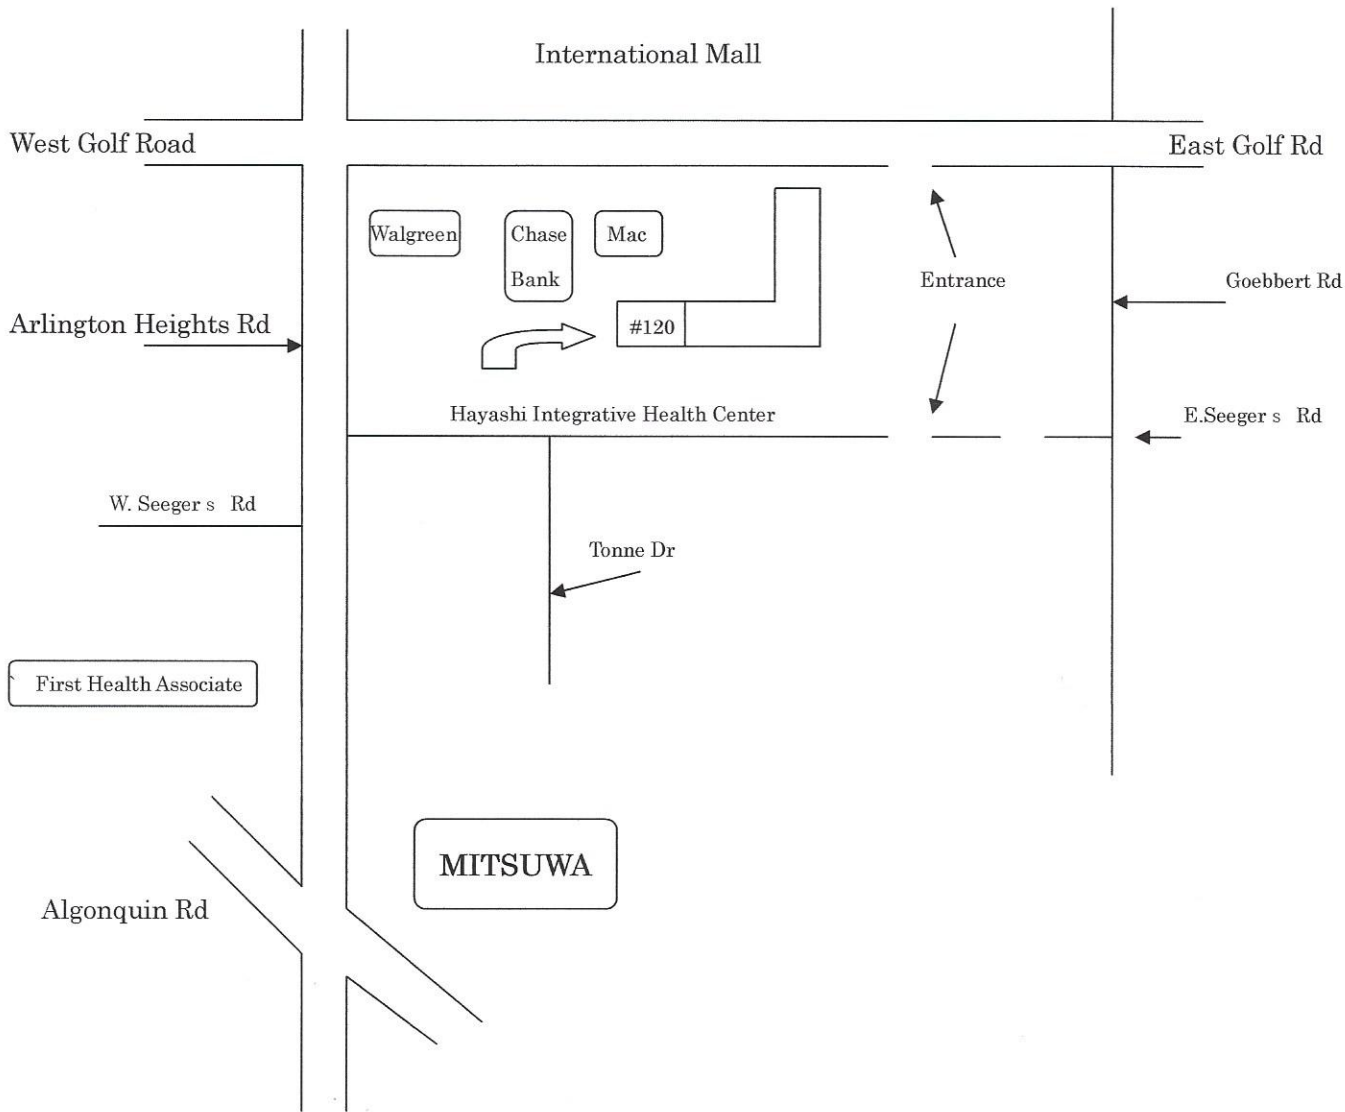 International Mall
West Golf Road
East Golf Rd
Walgreen
Chase
Bank
Mac
Entrance
Goebbert Rd
Arlington Heights Rd
#120
Hayashi Integrative Health Center
E.Seeger s Rd
W. Seeger s Rd
Tonne Dr
First Health Associate
MITSUWA
Algonquin Rd